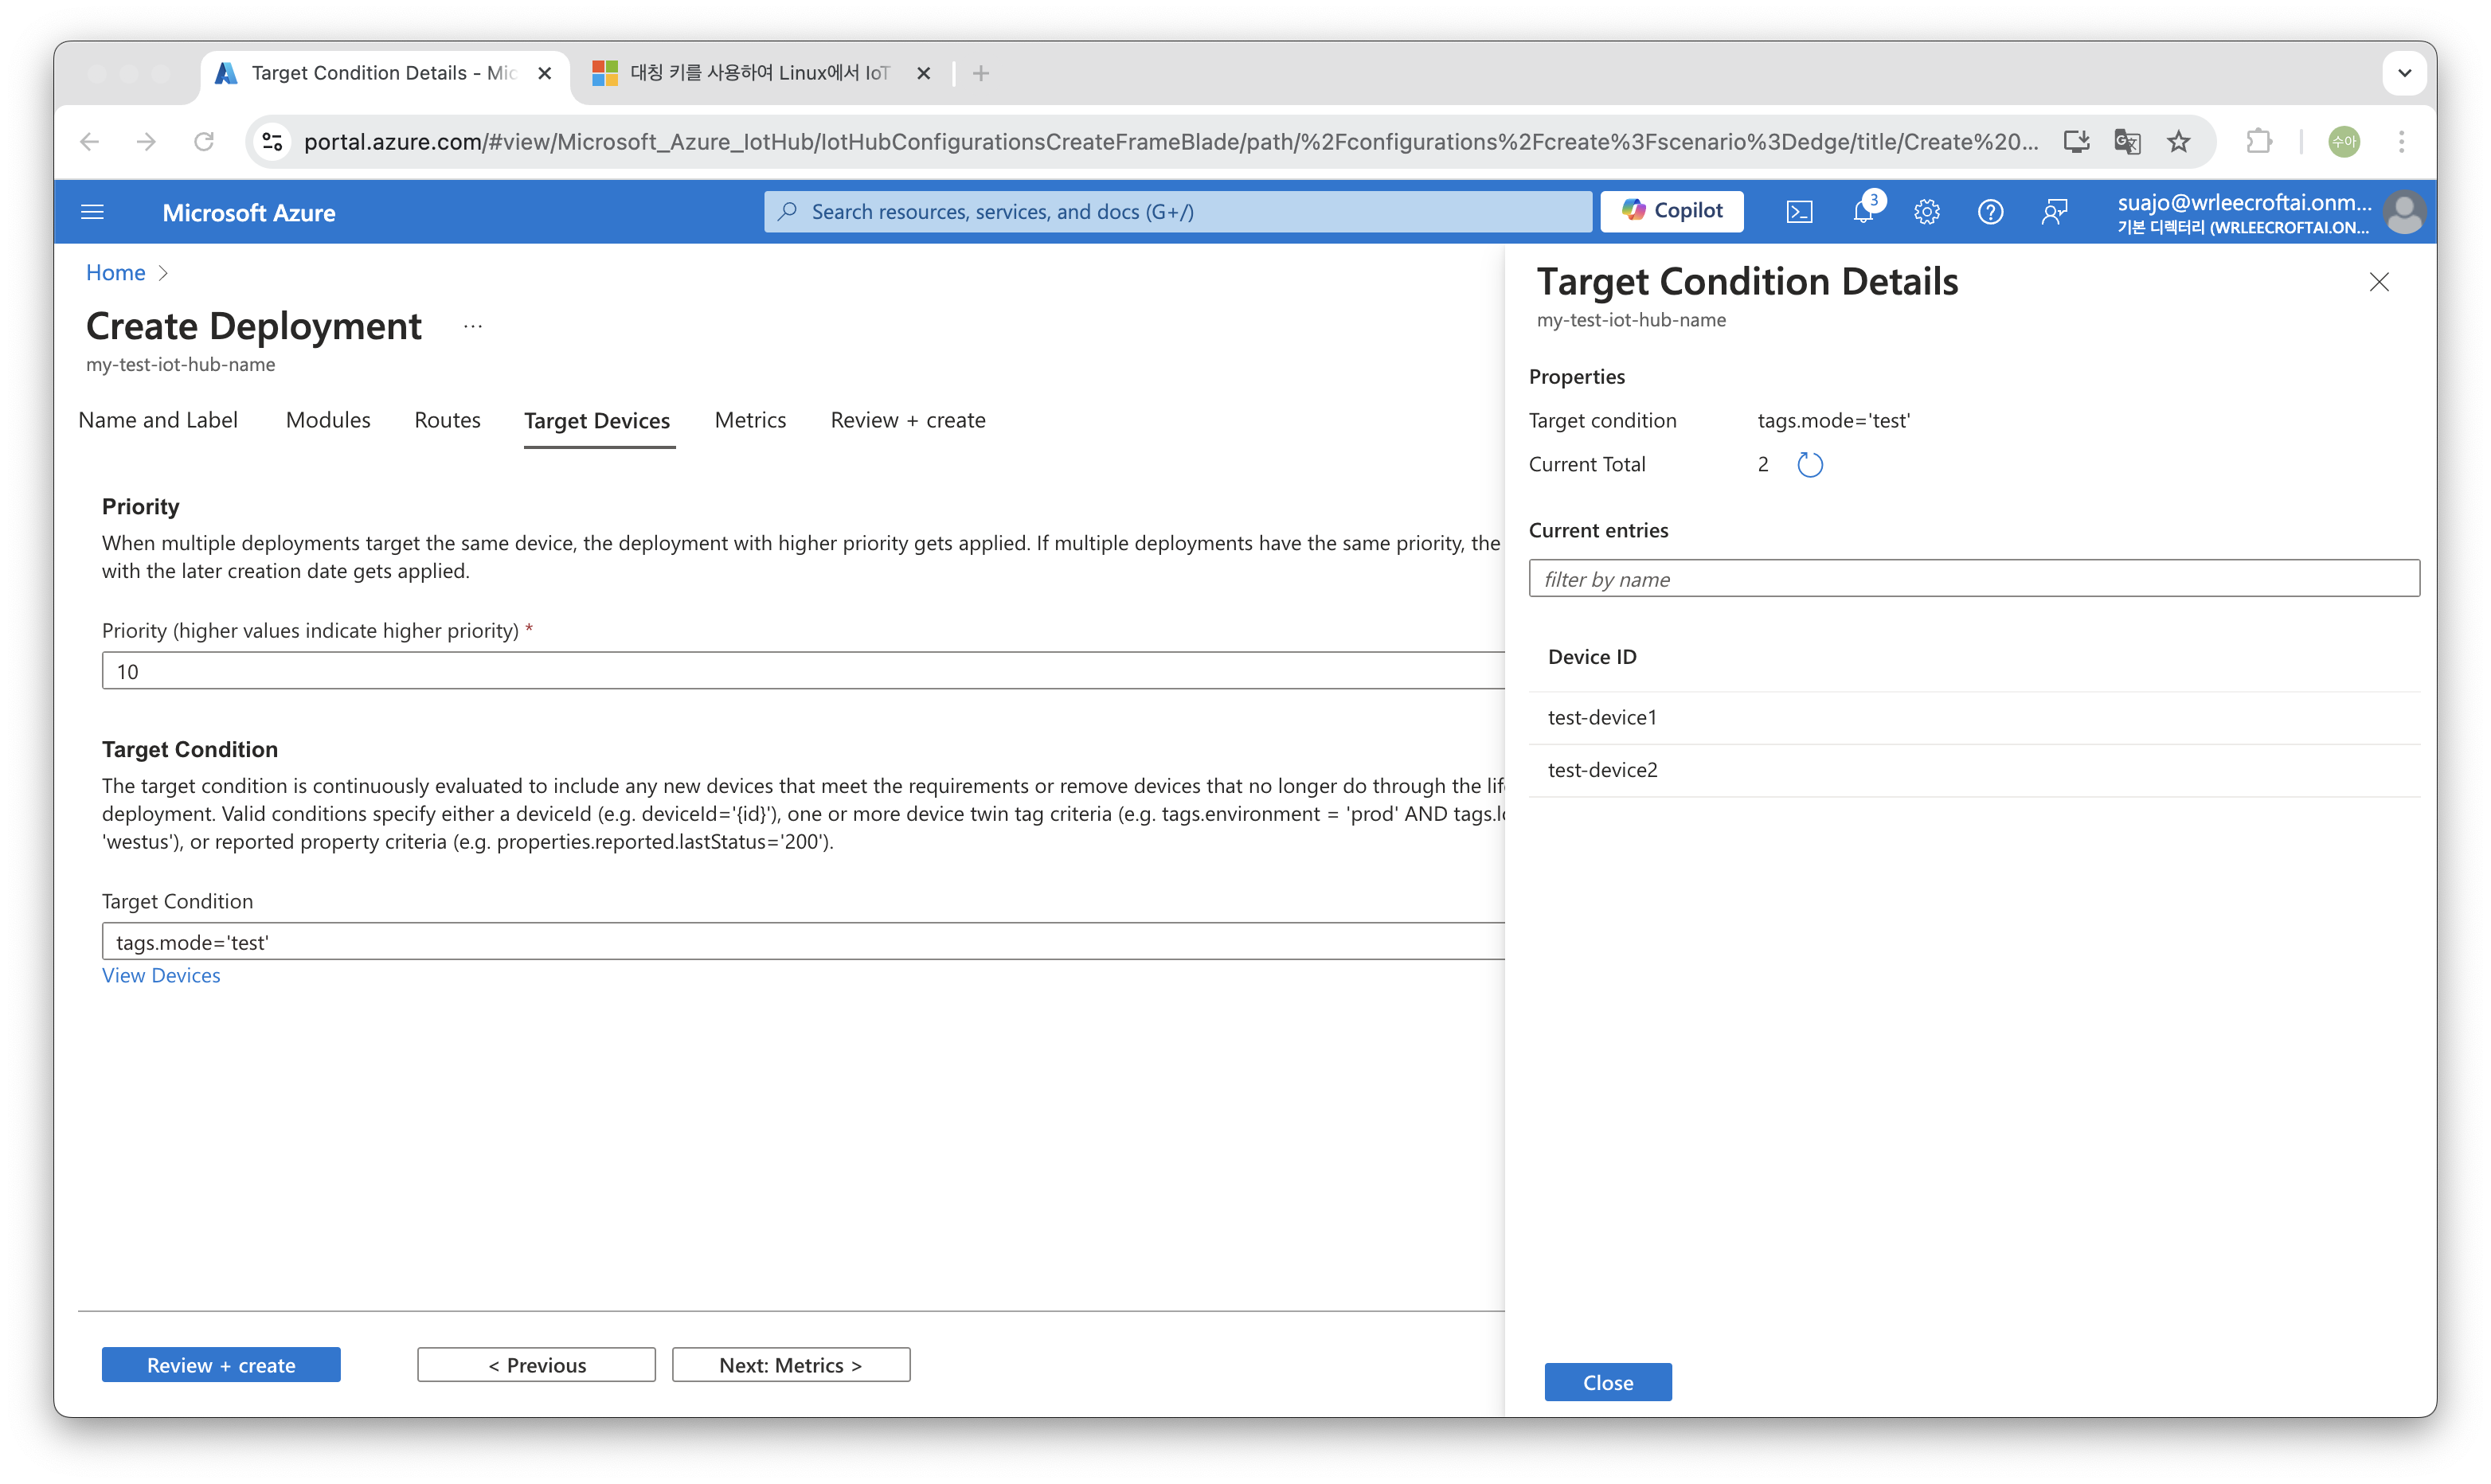 Target Condition Details - Mic
대칭 키를 사용하여 Linux에서 IoT
portal.azure.com/#view/Microsoft_Azure_IotHub/IotHubConfigurationsCreateFrameBlade/path/%2Fconfigurations%2Fcreate%3Fscenario%3Dedge/title/Create%20...
수아
Microsoft Azure
Search resources, services, and docs (G+/)
Copilot
3
suajo@wrleecroftai.onm...
기본 디렉터리 (WRLEECROFTAI.ON...
Home
Create Deployment
...
my-test-iot-hub-name
Name and Label
Modules
Routes
Target Devices
Metrics
Review + create
Priority
When multiple deployments target the same device, the deployment with higher priority gets applied. If multiple deployments have the same priority, the
with the later creation date gets applied.
Priority (higher values indicate higher priority) *
10
Target Condition
The target condition is continuously evaluated to include any new devices that meet the requirements or remove devices that no longer do through the
deployment. Valid conditions specify either a deviceId (e.g. deviceId='{id}'), one or more device twin tag criteria (e.g. tags.environment = 'prod' AND
'westus'), or reported property criteria (e.g. properties.reported.lastStatus='200').
Target Condition
tags.mode='test'
View Devices
Review + create
< Previous
Next: Metrics >
Target Condition Details
my-test-iot-hub-name
Properties
Target condition
tags.mode='test'
Current Total
2
Current entries
filter by name
Device ID
test-device1
test-device2
Close